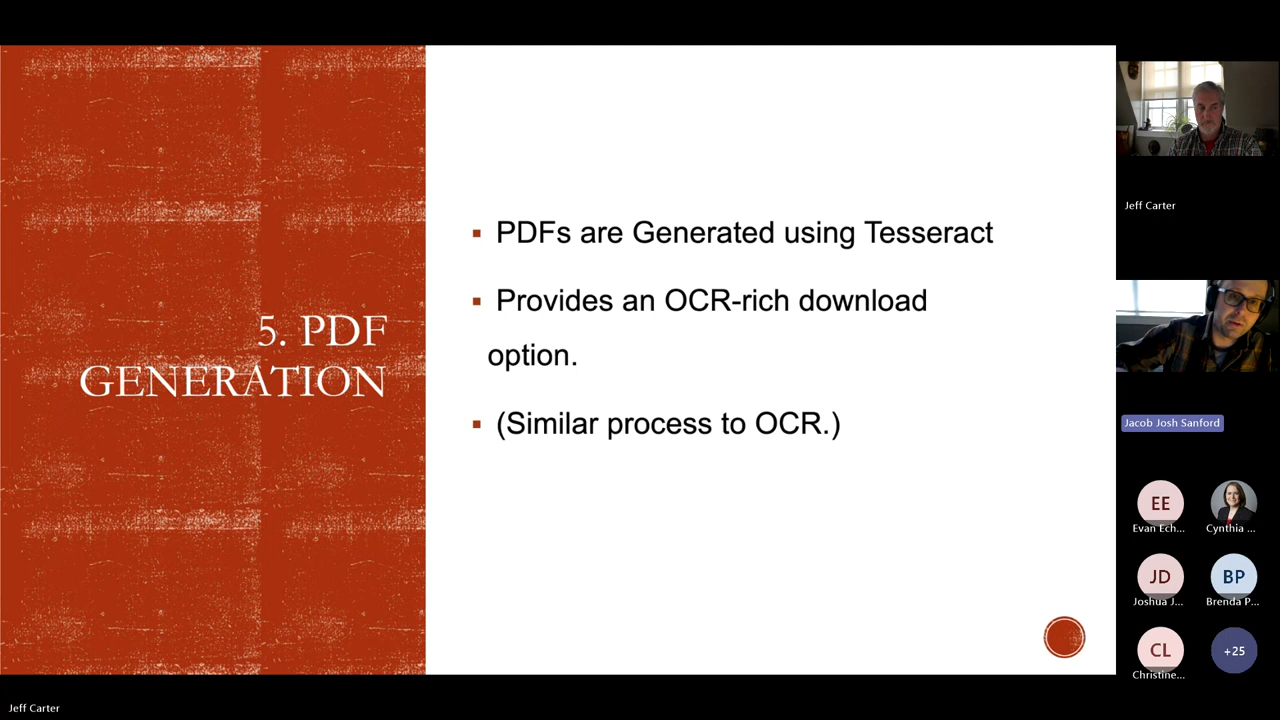 5. PDF
GENERATION
▪ PDFs are Generated using Tesseract
▪ Provides an OCR-rich download
option.
▪ (Similar process to OCR.)
Jeff Carter
Jacob Josh Sanford
EE
Evan Ech...
Cynthia ...
JD
Joshua J...
BP
Brenda P...
CL
Christine...
+25
Jeff Carter